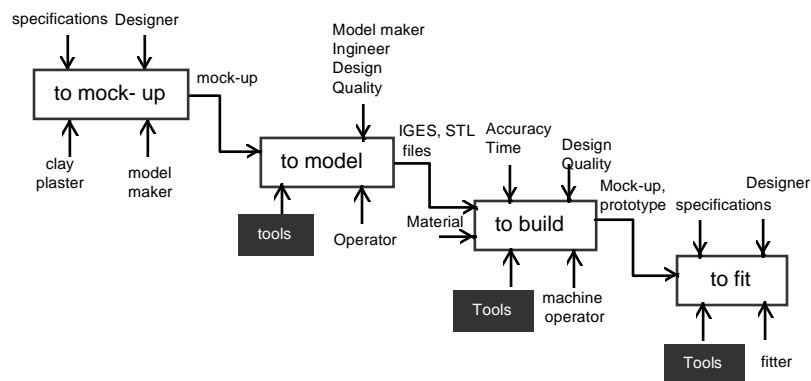 specifications Designer
to mock- up
mock-up
clay
plaster
model
maker
Model maker
Ingineer
Design
Quality
to model
tools
Operator
IGES, STL
files
Accuracy
Time
Design
Quality
Material
to build
Tools
machine
operator
Mock-up,
prototype
specifications
Designer
to fit
Tools
fitter